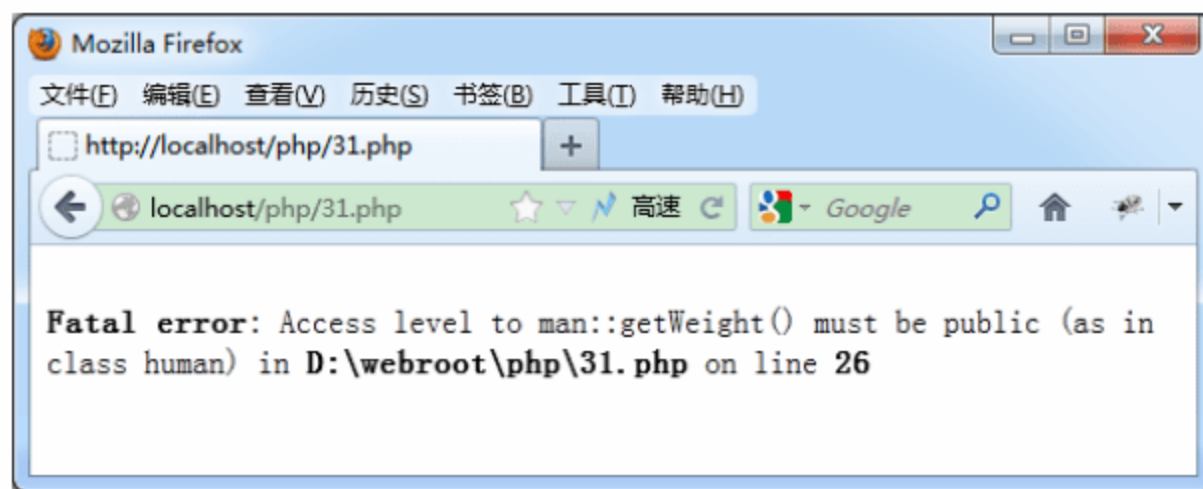 Mozilla Firefox
文件(F) 编辑(E) 查看(V) 历史(S) 书签(B) 工具(T) 帮助(H)
http://localhost/php/31.php
localhost/php/31.php 高速 Google
Fatal error: Access level to man::getWeight() must be public (as in
class human) in D:\webroot\php\31.php on line 26